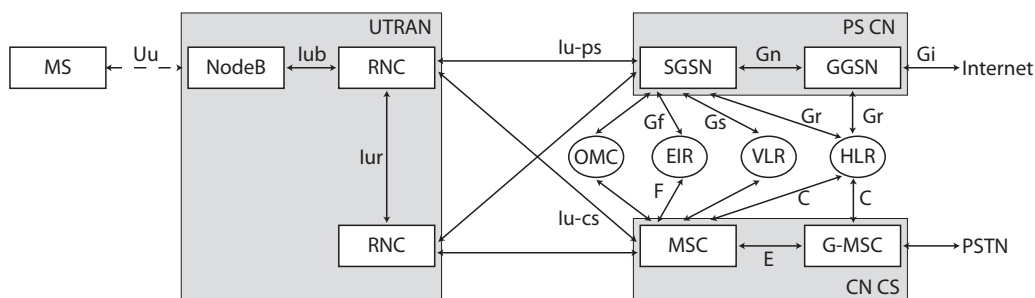 UTRAN
PS CN
Iu-ps
Uu
Iub
Gn
Gi
MS
NodeB
RNC
SGSN
GGSN
Internet
Gf
Gs
Gr
Gr
Iur
OMC
EIR
VLR
HLR
F
C
C
Iu-cs
RNC
MSC
E
G-MSC
PSTN
CN CS